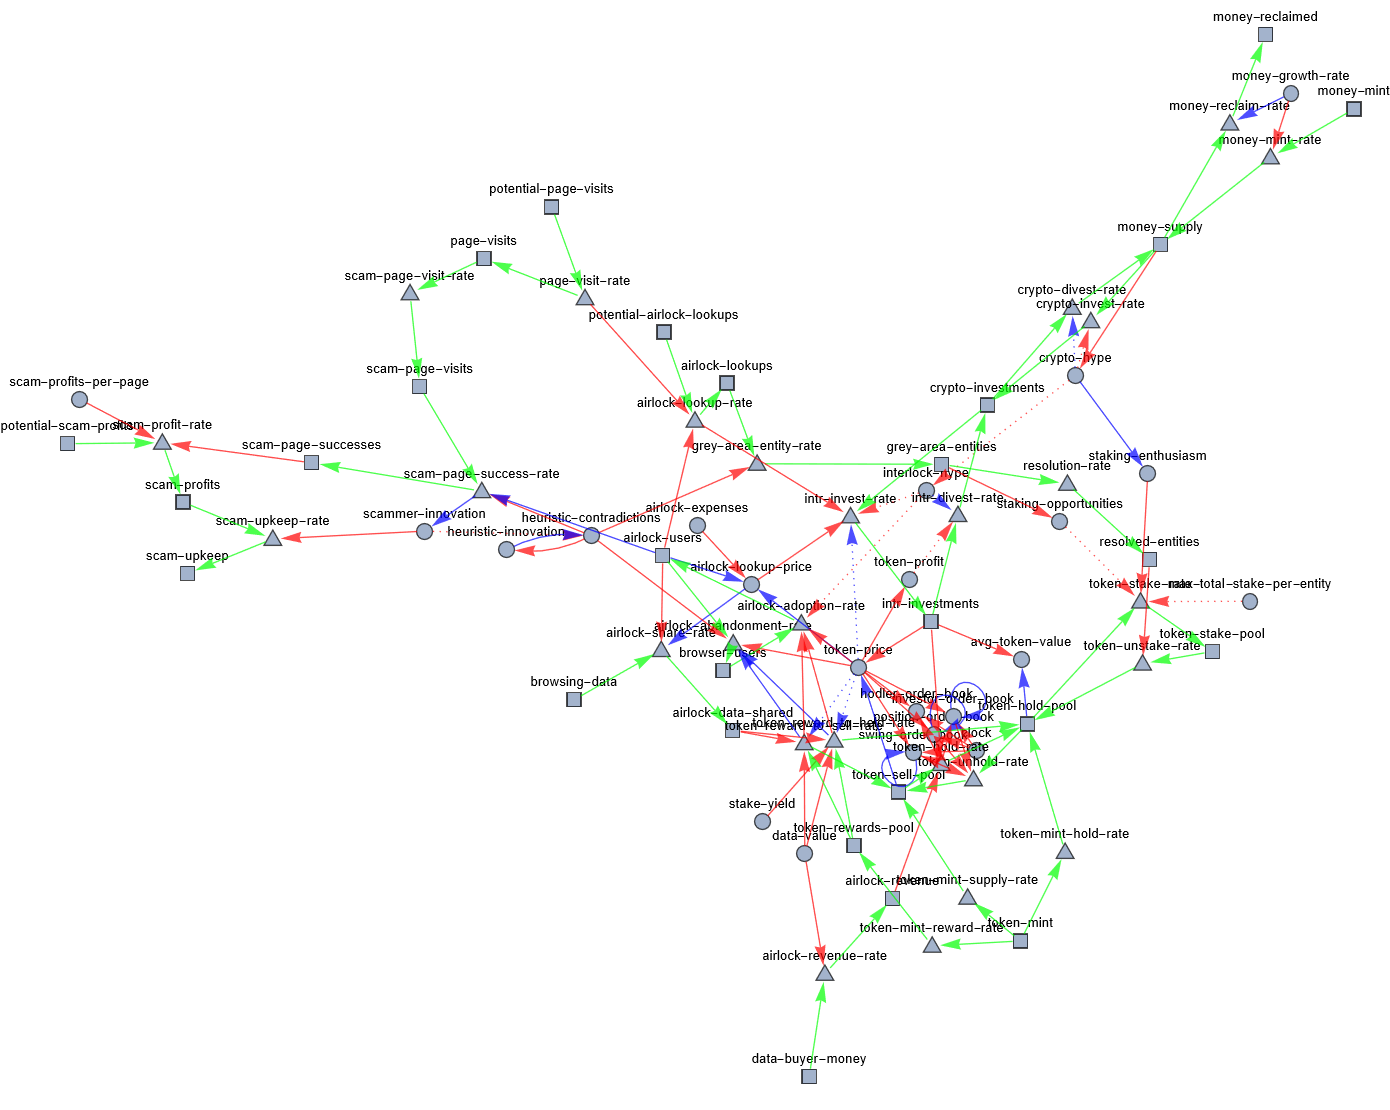 money-reclaimed
money-growth-rate
money-mint
money-reclaim-rate
money-mint-rate
potential-page-visits
money-supply
page-visits
scam-page-visit-rate
page-visit-rate
crypto-divest-rate
crypto-invest-rate
potential-airlock-lookups
crypto-hype
scam-page-visits
airlock-lookups
scam-profits-per-page
crypto-investments
airlock-lookup-rate
potential-scam-profits
scam-profit-rate
scam-page-successes
grey-area-entity-rate
grey-area-entities
staking-enthusiasm
resolution-rate
scam-page-success-rate
interlock-hype
scam-profits
intr-invest-rate
intr-divest-rate
staking-opportunities
airlock-expenses
scammer-innovation
heuristic-contradictions
scam-upkeep-rate
heuristic-innovation
airlock-users
resolved-entities
scam-upkeep
airlock-lookup-price
token-profit
token-stake-rate
max-total-stake-per-entity
airlock-adoption-rate
intr-investments
airlock-abandonment-rate
airlock-share-rate
token-stake-pool
browser-users
token-price
avg-token-value
token-unstake-rate
browsing-data
hodler-order-book
investor-order-book
token-hold-pool
airlock-data-shared
position-order-book
token-reward-to-hold-rate
token-reward-to-sell-rate
swing-order-book
clock
token-hold-rate
token-unhold-rate
token-sell-pool
stake-yield
token-rewards-pool
data-value
token-mint-hold-rate
airlock-revenue
token-mint-supply-rate
token-mint-reward-rate
token-mint
airlock-revenue-rate
data-buyer-money